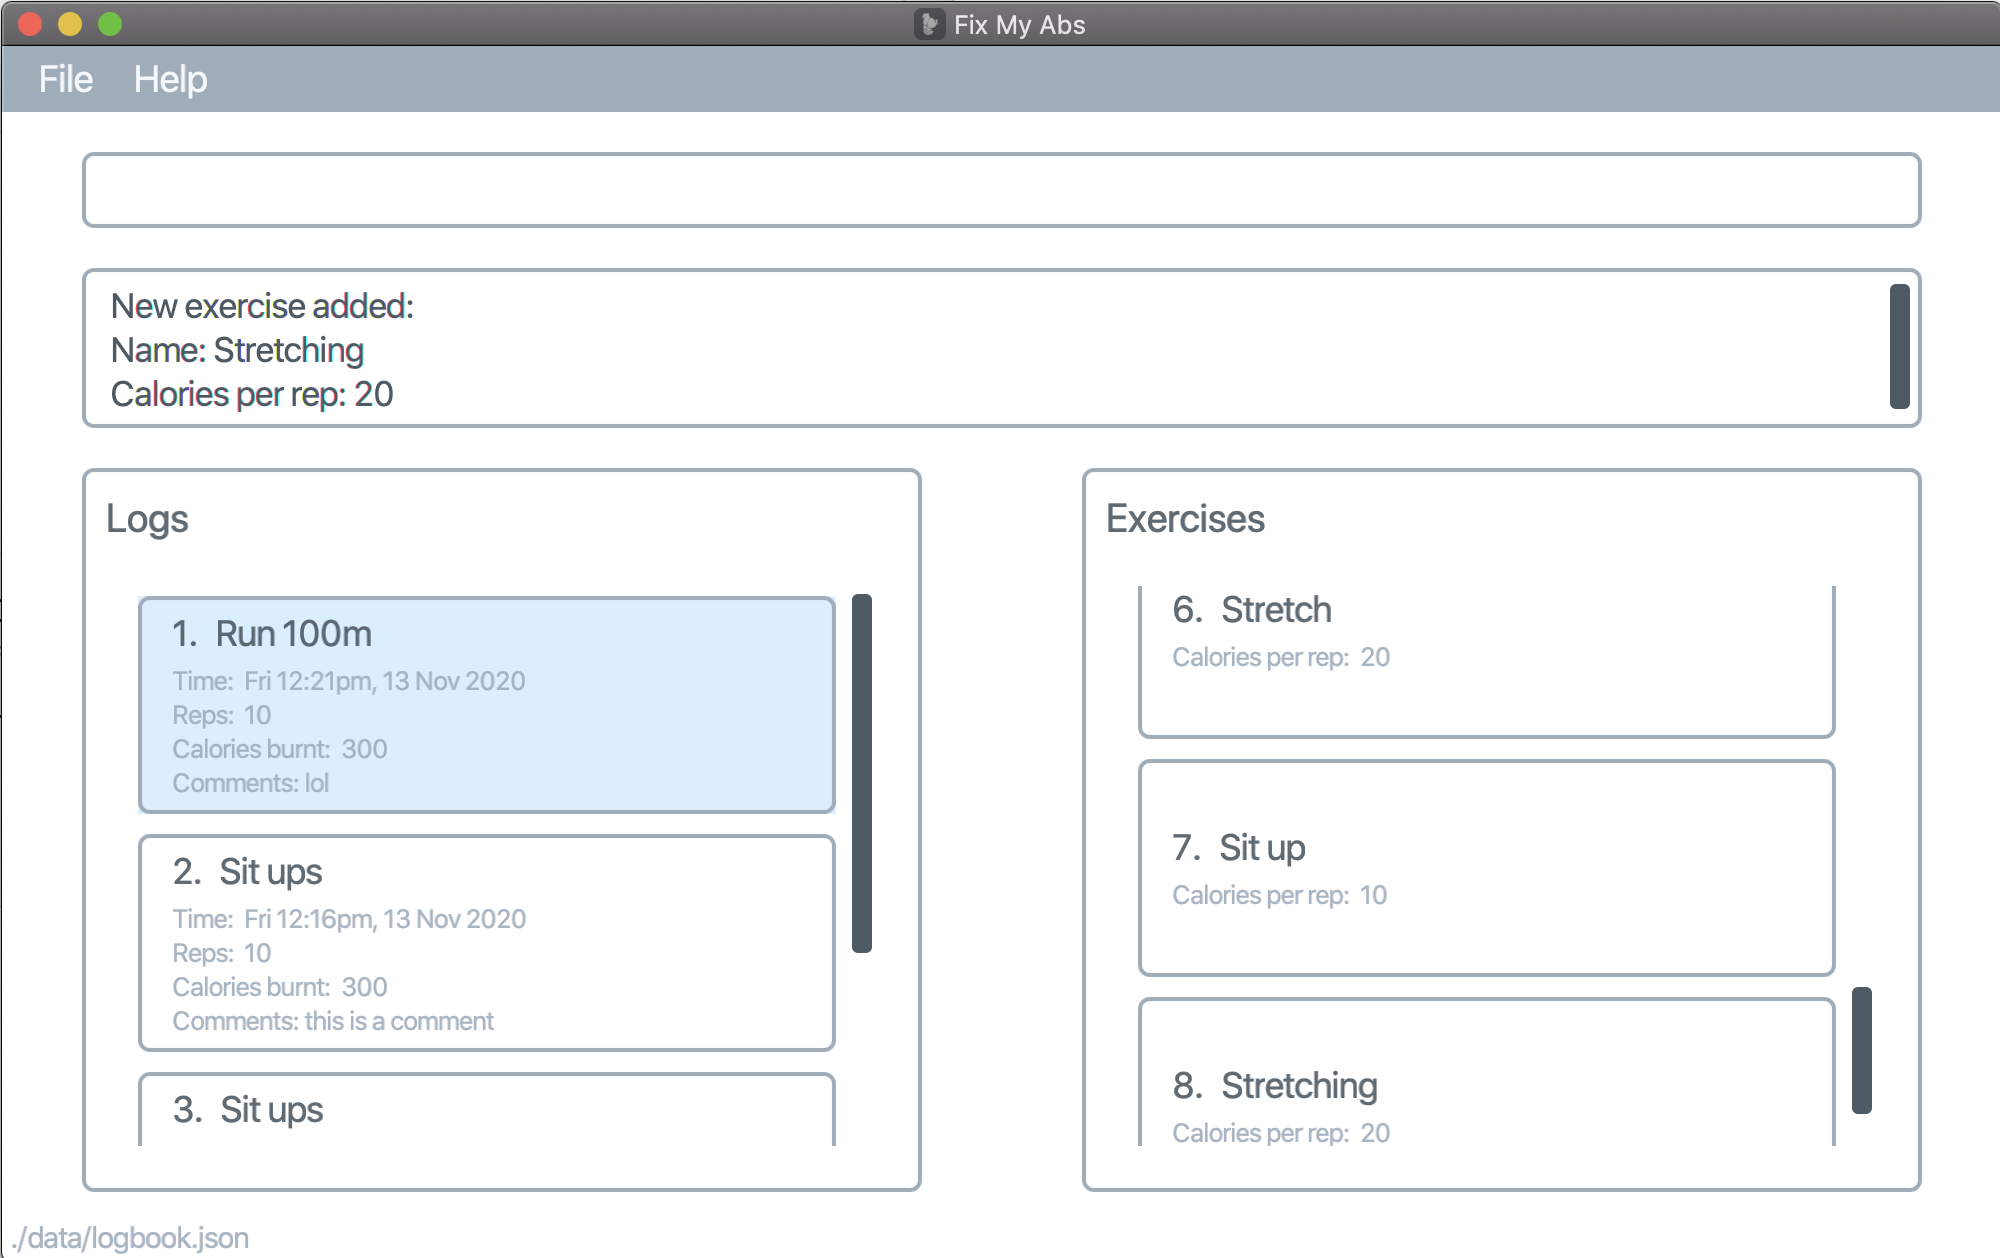 Fix My Abs
File Help
New exercise added:
Name: Stretching
Calories per rep: 20
Logs
1. Run 100m
Time: Fri 12:21pm, 13 Nov 2020
Reps: 10
Calories burnt: 300
Comments: lol
2. Sit ups
Time: Fri 12:16pm, 13 Nov 2020
Reps: 10
Calories burnt: 300
Comments: this is a comment
3. Sit ups
Exercises
6. Stretch
Calories per rep: 20
7. Sit up
Calories per rep: 10
8. Stretching
Calories per rep: 20
./data/logbook.json